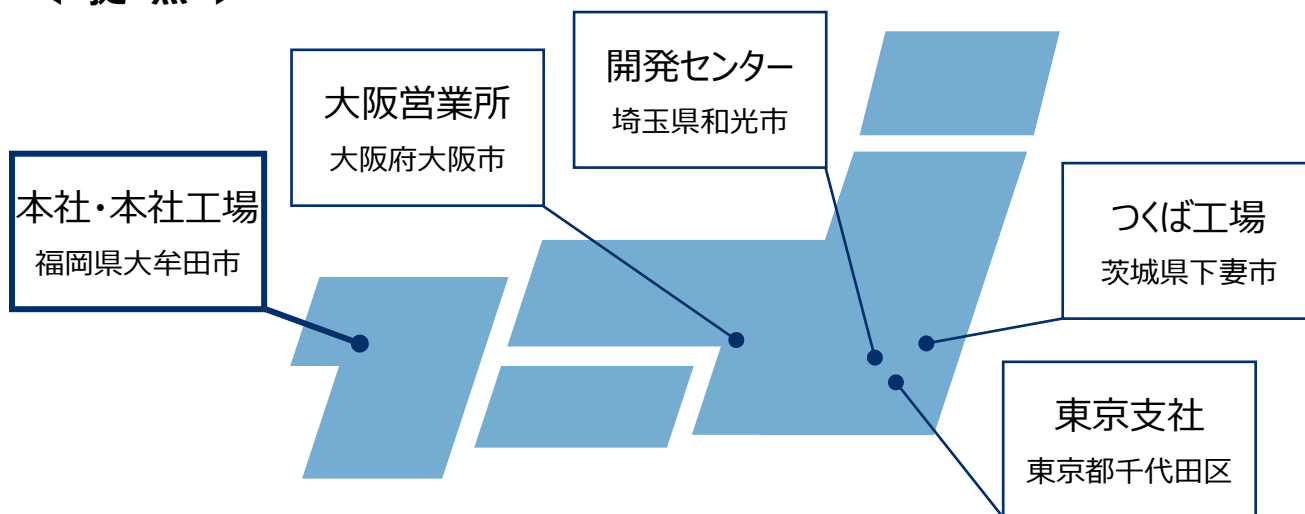 開発センター
埼玉県和光市
大阪営業所
大阪府大阪市
本社・本社工場
福岡県大牟田市
つくば工場
茨城県下妻市
東京支社
東京都千代田区